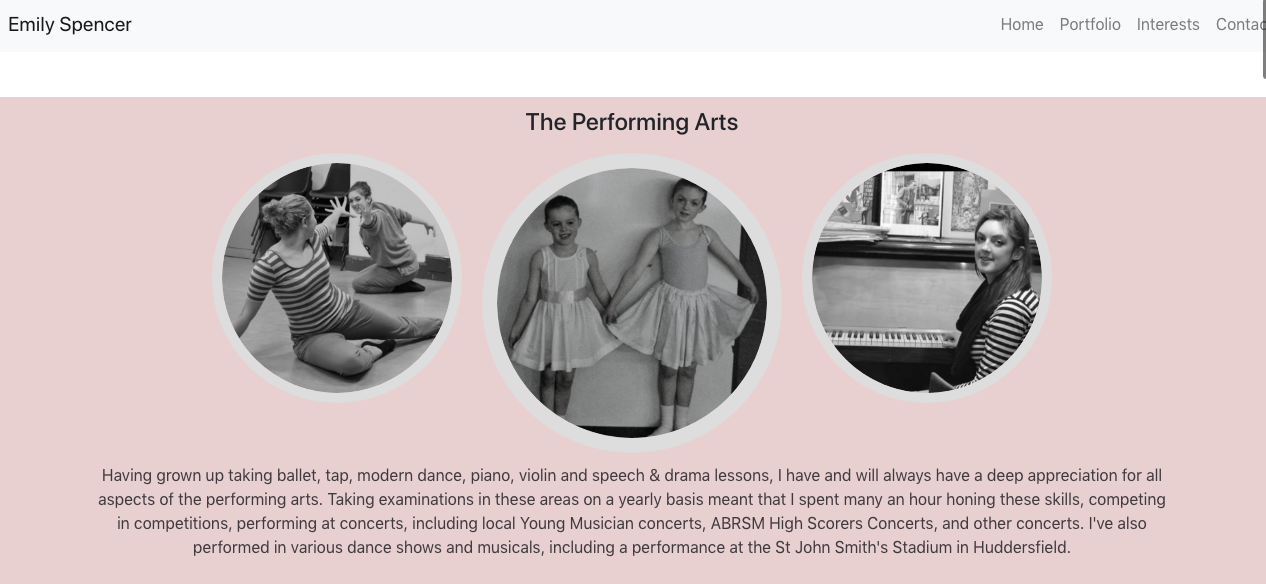 Emily Spencer
Home Portfolio Interests
The Performing Arts
Having grown up taking ballet, tap, modern dance, piano, violin and speech & drama lessons, I have and will always have a deep appreciation for all
aspects of the performing arts. Taking examinations in these areas on a yearly basis meant that I spent many an hour honing these skills, competing
in competitions, performing at concerts, including local Young Musician concerts, ABRSM High Scorers Concerts, and other concerts. I've also
performed in various dance shows and musicals, including a performance at the St John Smith's Stadium in Huddersfield.